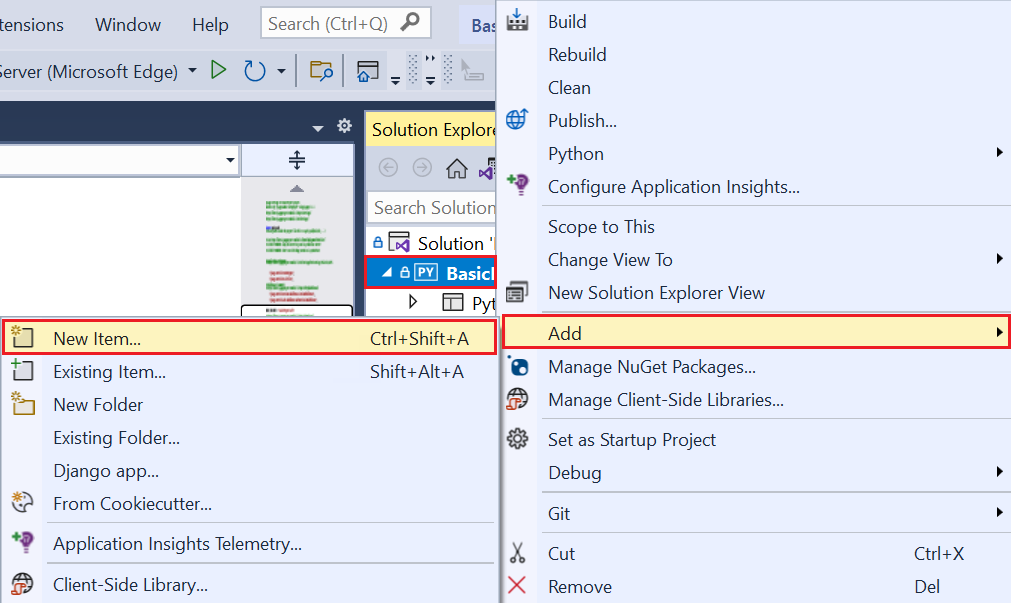 tensions Window Help Search (Ctrl+Q) Bas
Server (Microsoft Edge)
Solution Explore
Search Solution
Solution '
PY Basic
Pyt
New Item... Ctrl+Shift+A
Existing Item... Shift+Alt+A
New Folder
Existing Folder...
Django app...
From Cookiecutter...
Application Insights Telemetry...
Client-Side Library...
Build
Rebuild
Clean
Publish...
Python
Configure Application Insights...
Scope to This
Change View To
New Solution Explorer View
Add
Manage NuGet Packages...
Manage Client-Side Libraries...
Set as Startup Project
Debug
Git
Cut Ctrl+X
Remove Del